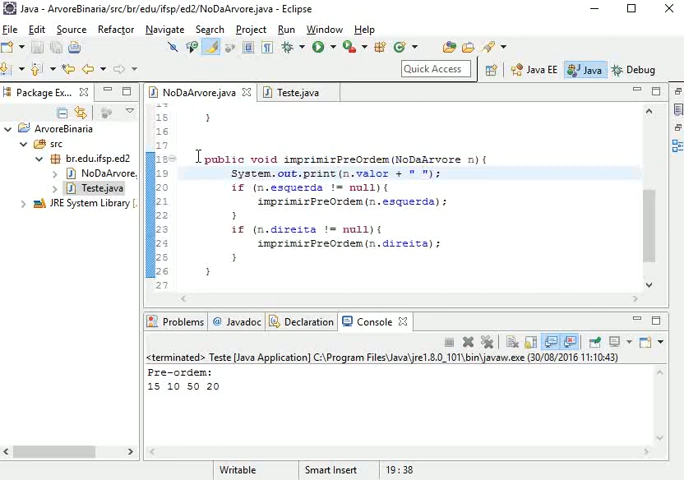 Java - ArvoreBinaria/src/br/edu/ifsp/ed2/NoDaArvore.java - Eclipse
File Edit Source Refactor Navigate Search Project Run Window Help
Quick Access Java EE Java Debug
Package Ex... NoDaArvore.java Teste.java
ArvoreBinaria
src
br.edu.ifsp.ed2
NoDaArvore.
Teste.java
JRE System Library [
14
15 }
16
17
18 public void imprimirPreOrdem(NoDaArvore n){
19 System.out.print(n.valor + " ");
20 if (n.esquerda != null){
21 imprimirPreOrdem(n.esquerda);
22 }
23 if (n.direita != null){
24 imprimirPreOrdem(n.direita);
25 }
26 }
27
Problems @ Javadoc Declaration Console
<terminated> Teste [Java Application] C:\Program Files\Java\jre1.8.0_101\bin\javaw.exe (30/08/2016 11:10:43)
Pre-ordem:
15 10 50 20
Writable Smart Insert 19 : 38